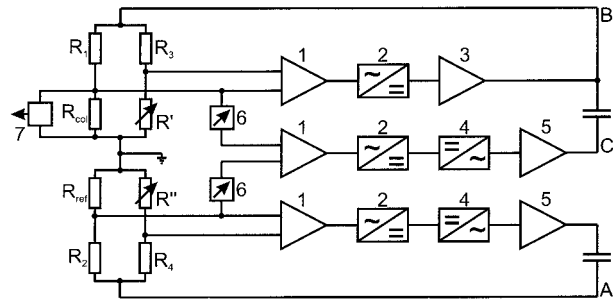 B
R1 R3 1 2 3
~ =
7 Rcol R' 6
1 2 4 5 C
~ = = ~
Rref R'' 6
1 2 4 5
~ = = ~
R2 R4
A